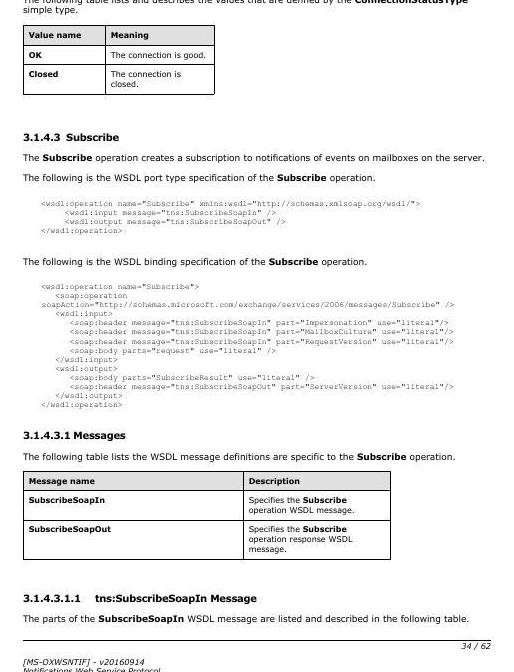 The following table lists and describes the values that are defined by the ConnectionStatusType
simple type.
Value name Meaning
OK The connection is good.
Closed The connection is
closed.
3.1.4.3 Subscribe
The Subscribe operation creates a subscription to notifications of events on mailboxes on the server.
The following is the WSDL port type specification of the Subscribe operation.
<wsdl:operation name="Subscribe" xmlns:wsdl="http://schemas.xmlsoap.org/wsdl/">
<wsdl:input message="tns:SubscribeSoapIn" />
<wsdl:output message="tns:SubscribeSoapOut" />
</wsdl:operation>
The following is the WSDL binding specification of the Subscribe operation.
<wsdl:operation name="Subscribe">
<soap:operation
soapAction="http://schemas.microsoft.com/exchange/services/2006/messages/Subscribe" />
<wsdl:input>
<soap:header message="tns:SubscribeSoapIn" part="Impersonation" use="literal"/>
<soap:header message="tns:SubscribeSoapIn" part="MailboxCulture" use="literal"/>
<soap:header message="tns:SubscribeSoapIn" part="RequestVersion" use="literal"/>
<soap:body parts="request" use="literal" />
</wsdl:input>
<wsdl:output>
<soap:body parts="SubscribeResult" use="literal" />
<soap:header message="tns:SubscribeSoapOut" part="ServerVersion" use="literal"/>
</wsdl:output>
</wsdl:operation>
3.1.4.3.1 Messages
The following table lists the WSDL message definitions are specific to the Subscribe operation.
Message name Description
SubscribeSoapIn Specifies the Subscribe
operation WSDL message.
SubscribeSoapOut Specifies the Subscribe
operation response WSDL
message.
3.1.4.3.1.1 tns:SubscribeSoapIn Message
The parts of the SubscribeSoapIn WSDL message are listed and described in the following table.
34 / 62
[MS-OXWSNTIF] - v20160914
Notifications Web Service Protocol